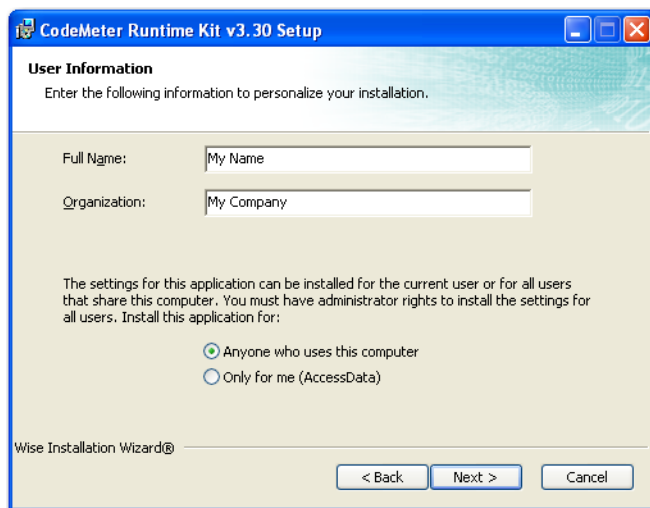 CodeMeter Runtime Kit v3.30 Setup
User Information
Enter the following information to personalize your installation.
Full Name:
My Name
Organization:
My Company
The settings for this application can be installed for the current user or for all users
that share this computer. You must have administrator rights to install the settings for
all users. Install this application for:
Anyone who uses this computer
Only for me (AccessData)
Wise Installation Wizard®
< Back
Next >
Cancel